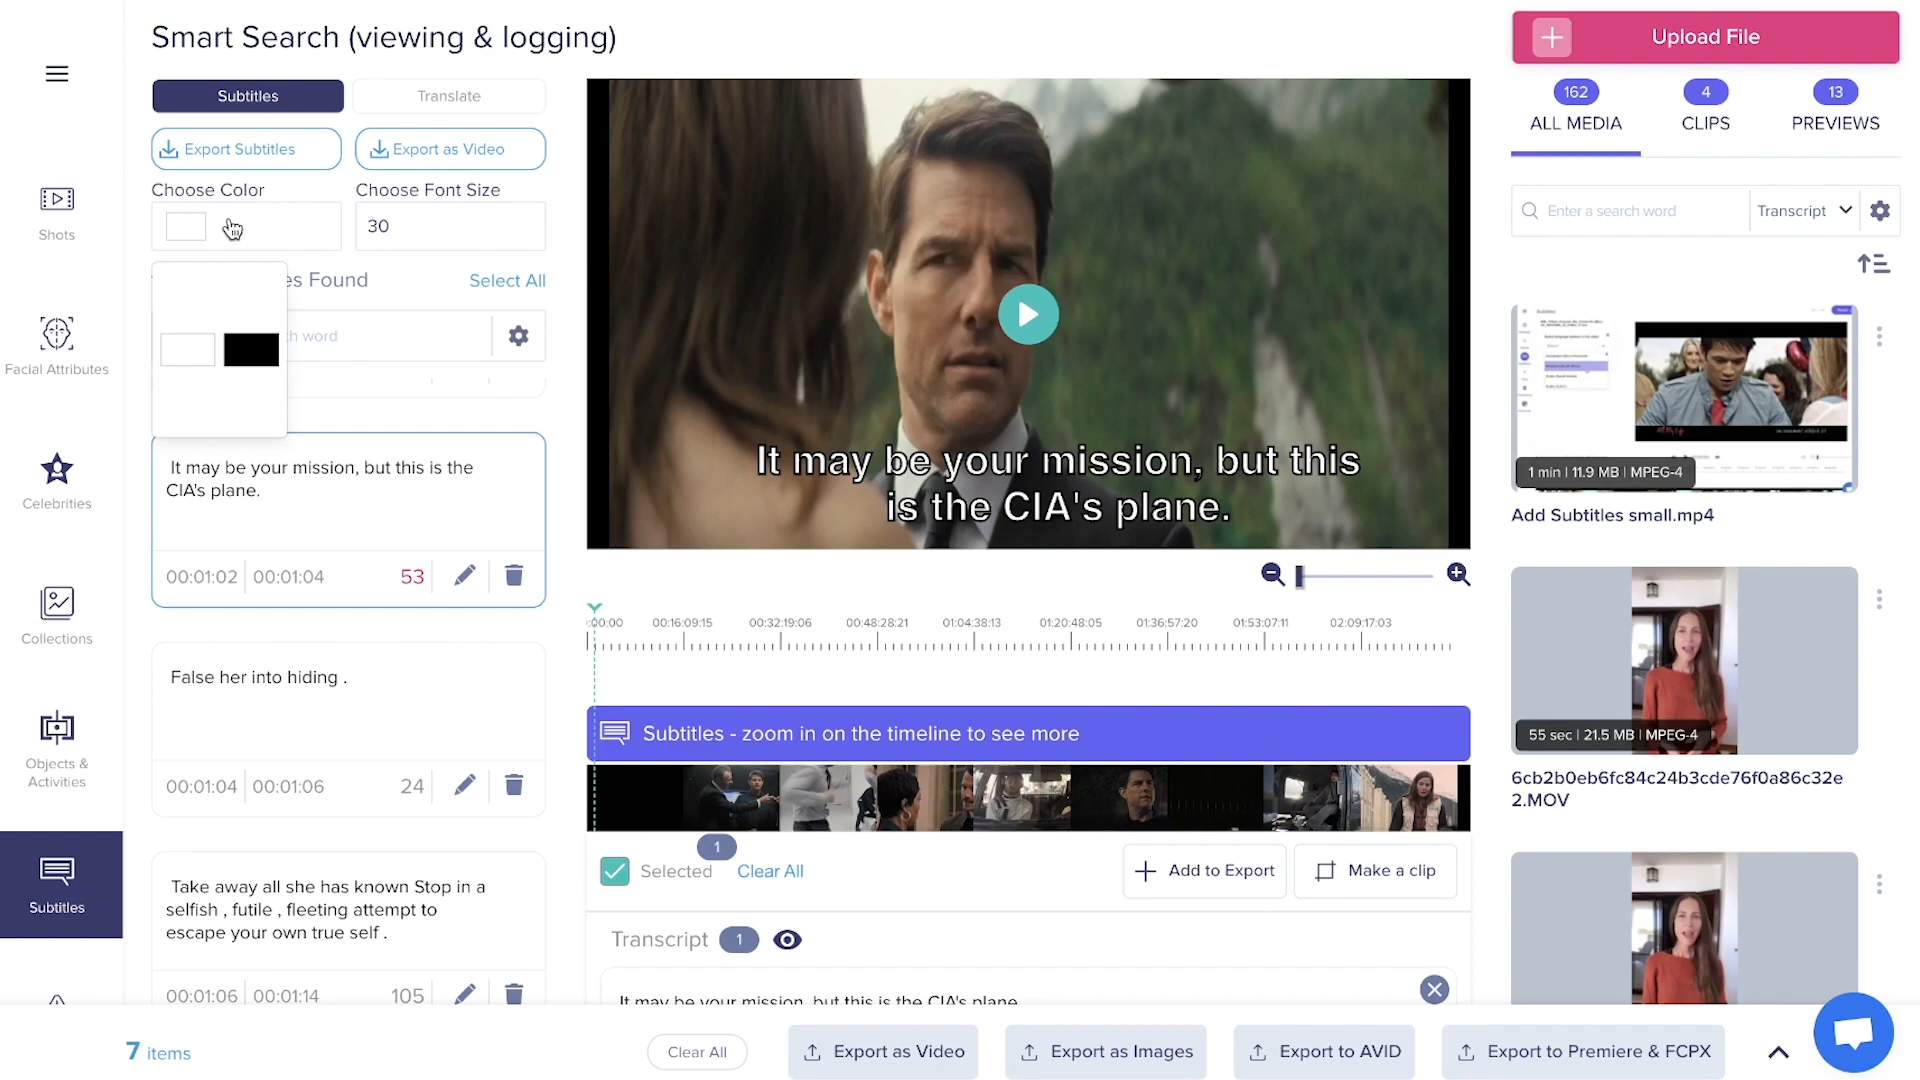 Smart Search (viewing & logging)
Subtitles
Translate
Export Subtitles
Export as Video
Choose Color
Choose Font Size
30
es Found
Select All
h word
It may be your mission, but this is the
CIA's plane.
00:01:02
00:01:04
53
False her into hiding .
00:01:04
00:01:06
24
Take away all she has known Stop in a
selfish , futile , fleeting attempt to
escape your own true self .
00:01:06
00:01:14
105
Shots
Facial Attributes
Celebrities
Collections
Objects &
Activities
Subtitles
It may be your mission, but this
is the CIA's plane.
:00:00
00:16:09:15
00:32:19:06
00:48:28:21
01:04:38:13
01:20:48:05
01:36:57:20
01:53:07:11
02:09:17:03
Subtitles - zoom in on the timeline to see more
1
Selected
Clear All
Add to Export
Make a clip
Transcript
1
It may be your mission, but this is the CIA's plane.
Upload File
162
ALL MEDIA
4
CLIPS
13
PREVIEWS
Enter a search word
Transcript
1 min | 11.9 MB | MPEG-4
Add Subtitles small.mp4
55 sec | 21.5 MB | MPEG-4
6cb2b0eb6fc84c24b3cde76f0a86c32e
2.MOV
7 items
Clear All
Export as Video
Export as Images
Export to AVID
Export to Premiere & FCPX